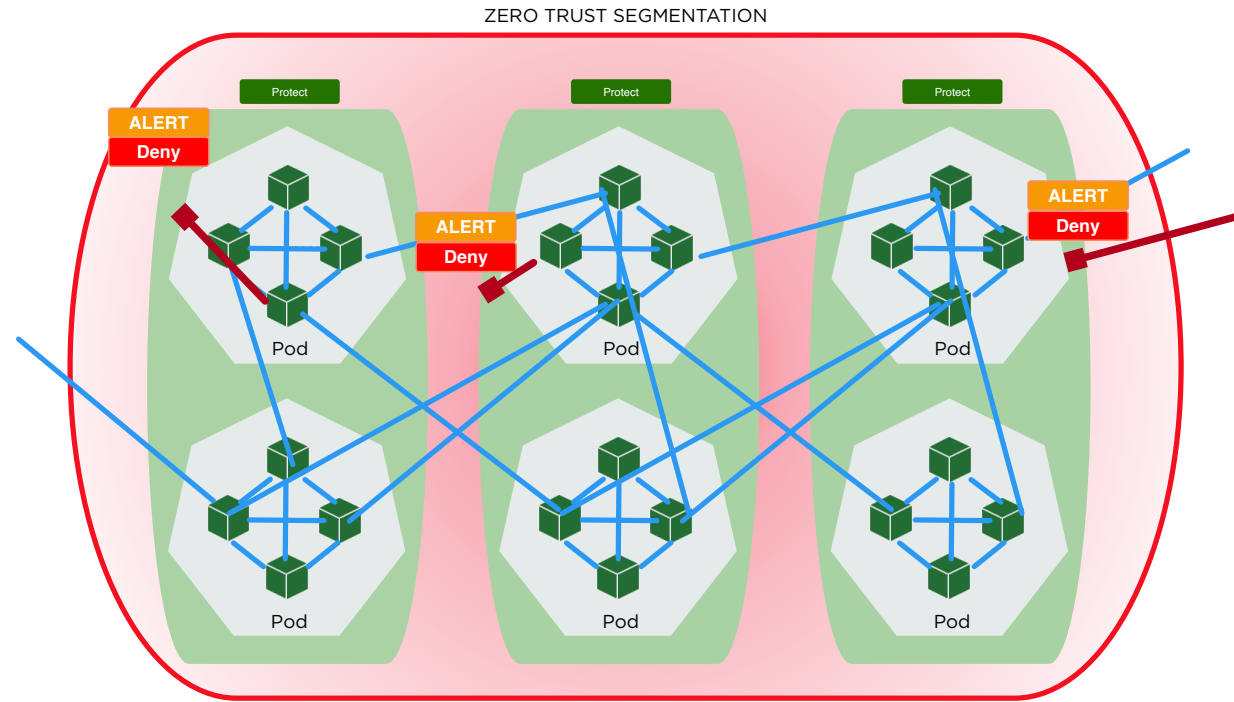 ZERO TRUST SEGMENTATION
Protect
Protect
Protect
ALERT
Deny
ALERT
Deny
ALERT
Deny
Pod
Pod
Pod
Pod
Pod
Pod